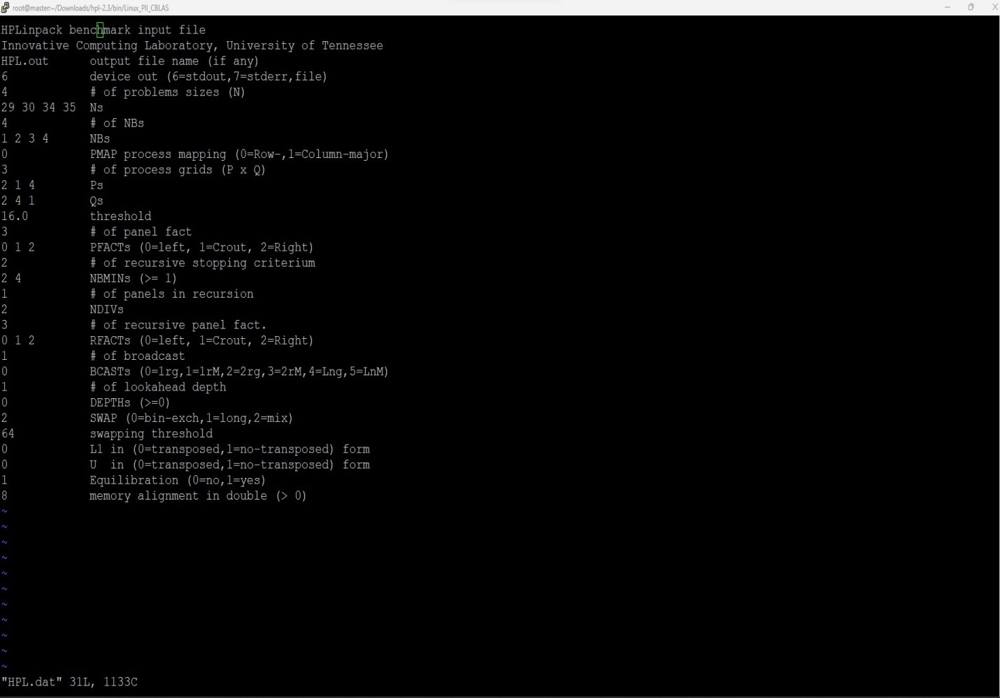 root@master:~/Downloads/hpl-2.3/bin/Linux_PII_CBLAS
HPLinpack benchmark input file
Innovative Computing Laboratory, University of Tennessee
HPL.out      output file name (if any)
6            device out (6=stdout,7=stderr,file)
4            # of problems sizes (N)
29 30 34 35  Ns
4            # of NBs
1 2 3 4      NBs
0            PMAP process mapping (0=Row-,1=Column-major)
3            # of process grids (P x Q)
2 1 4        Ps
2 4 1        Qs
16.0         threshold
3            # of panel fact
0 1 2        PFACTs (0=left, 1=Crout, 2=Right)
2            # of recursive stopping criterium
2 4          NBMINs (>= 1)
1            # of panels in recursion
2            NDIVs
3            # of recursive panel fact.
0 1 2        RFACTs (0=left, 1=Crout, 2=Right)
1            # of broadcast
0            BCASTs (0=1rg,1=1rM,2=2rg,3=2rM,4=Lng,5=LnM)
1            # of lookahead depth
0            DEPTHs (>=0)
2            SWAP (0=bin-exch,1=long,2=mix)
64           swapping threshold
0            L1 in (0=transposed,1=no-transposed) form
0            U  in (0=transposed,1=no-transposed) form
1            Equilibration (0=no,1=yes)
8            memory alignment in double (> 0)
~
~
~
~
~
~
~
~
~
~
~
"HPL.dat" 31L, 1133C